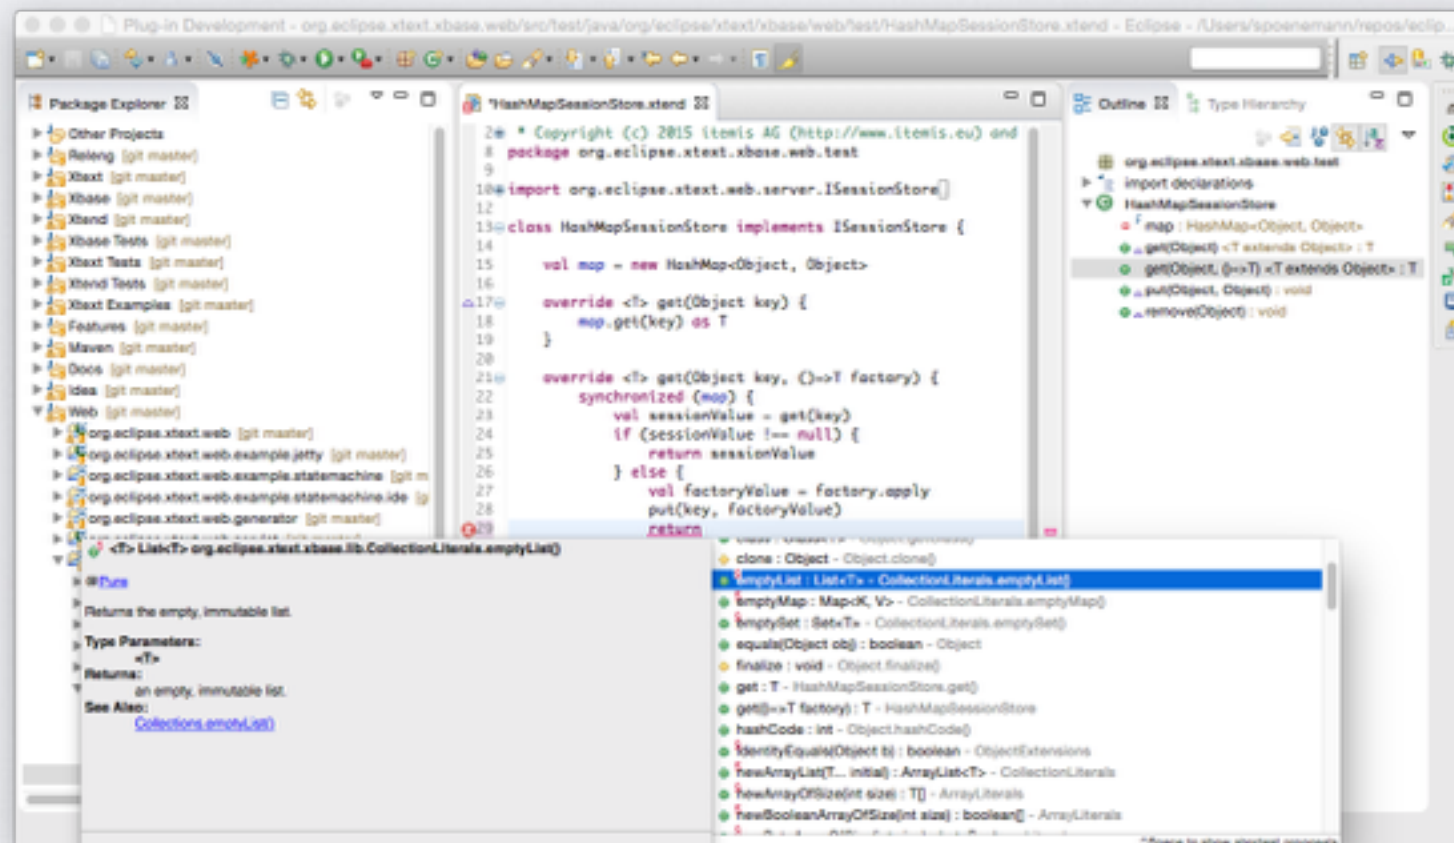 Plug-in Development - org.eclipse.xtext.xbase.web/src/test/java/org/eclipse/xtext/xbase/web/test/HashMapSessionStore.xtend - Eclipse - /Users/spoenemann/repos/eclip
Package Explorer
Other Projects
Releng [git master]
Xtext [git master]
Xbase [git master]
Xtend [git master]
Xbase Tests [git master]
Xtext Tests [git master]
Xtend Tests [git master]
Xtext Examples [git master]
Features [git master]
Maven [git master]
Docs [git master]
Idea [git master]
Web [git master]
org.eclipse.xtext.web [git master]
org.eclipse.xtext.web.example.jetty [git master]
org.eclipse.xtext.web.example.statemachine [git m
org.eclipse.xtext.web.example.statemachine.ide [g
org.eclipse.xtext.web.generator [git master]
*HashMapSessionStore.xtend
2 * Copyright (c) 2015 itemis AG (http://www.itemis.eu) and
8 package org.eclipse.xtext.xbase.web.test
9
10 import org.eclipse.xtext.web.server.ISessionStore
12
13 class HashMapSessionStore implements ISessionStore {
14
15 val map = new HashMap<Object, Object>
16
17 override <T> get(Object key) {
18 map.get(key) as T
19 }
20
21 override <T> get(Object key, ()=>T factory) {
22 synchronized (map) {
23 val sessionValue = get(key)
24 if (sessionValue !== null) {
25 return sessionValue
26 } else {
27 val factoryValue = factory.apply
28 put(key, factoryValue)
29 return
Outline Type Hierarchy
org.eclipse.xtext.xbase.web.test
import declarations
HashMapSessionStore
map : HashMap<Object, Object>
get(Object) <T extends Object> : T
get(Object, ()=>T) <T extends Object> : T
put(Object, Object) : void
remove(Object) : void
<T> List<T> org.eclipse.xtext.xbase.lib.CollectionLiterals.emptyList()
@Pure
Returns the empty, immutable list.
Type Parameters:
<T>
Returns:
an empty, immutable list.
See Also:
Collections.emptyList()
clone : Object - Object.clone()
emptyList : List<T> - CollectionLiterals.emptyList()
emptyMap : Map<K, V> - CollectionLiterals.emptyMap()
emptySet : Set<T> - CollectionLiterals.emptySet()
equals(Object obj) : boolean - Object
finalize : void - Object.finalize()
get : T - HashMapSessionStore.get()
get(()=>T factory) : T - HashMapSessionStore
hashCode : int - Object.hashCode()
identityEquals(Object b) : boolean - ObjectExtensions
newArrayList(T... initial) : ArrayList<T> - CollectionLiterals
newArrayOfSize(int size) : T[] - ArrayLiterals
newBooleanArrayOfSize(int size) : boolean[] - ArrayLiterals